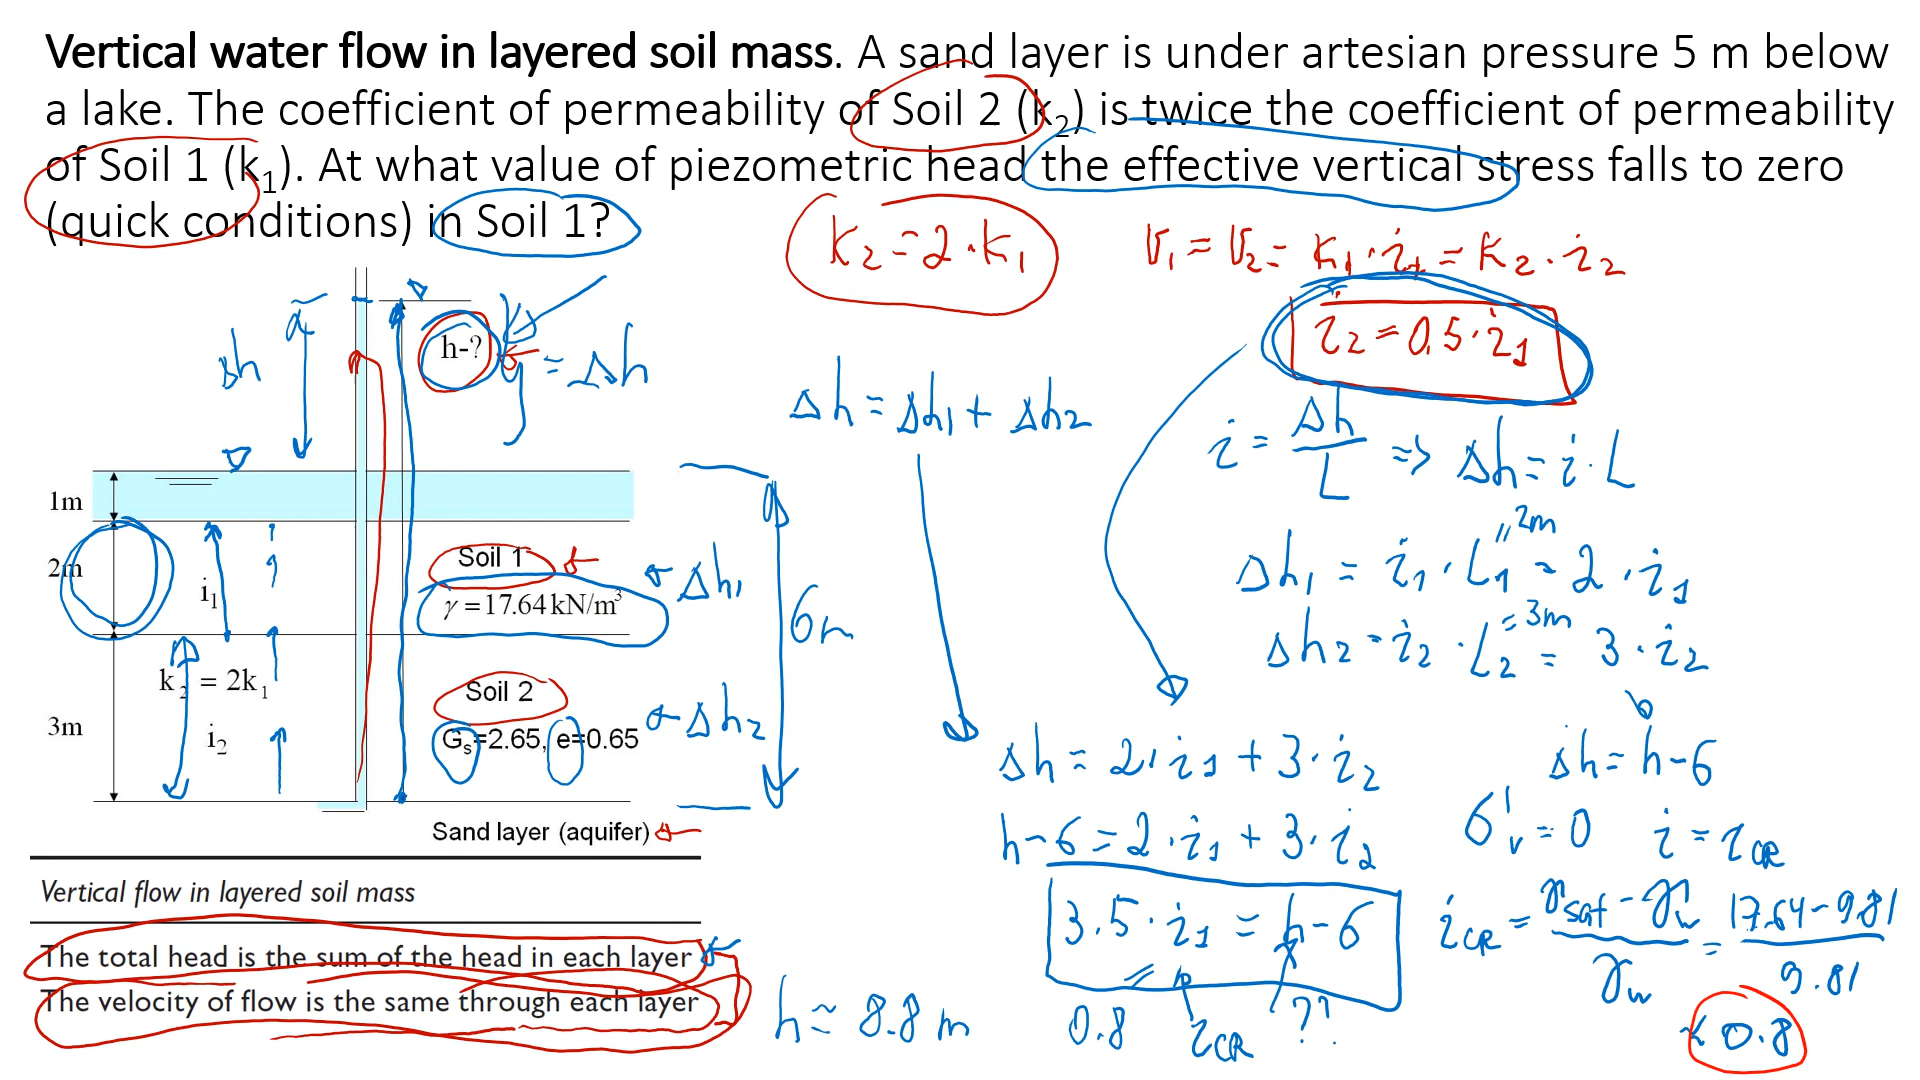 Vertical water flow in layered soil mass. A sand layer is under artesian pressure 5 m below
a lake. The coefficient of permeability of Soil 2 (k₂) is twice the coefficient of permeability
of Soil 1 (k₁). At what value of piezometric head the effective vertical stress falls to zero
(quick conditions) in Soil 1?
K₂ = 2 · K₁
V₁ = V₂ = K₁ · i₁ = K₂ · i₂
i₂ = 0.5 · i₁
Δh
h-?
= Δh
Δh = Δh₁ + Δh₂
i = Δh / L => Δh = i · L
1m
2m
i₁
Soil 1
γ = 17.64 kN/m³
Δh₁
6m
= 2m
Δh₁ = i₁ · L₁ = 2 · i₁
= 3m
Δh₂ = i₂ · L₂ = 3 · i₂
k₂ = 2k₁
3m
i₂
Soil 2
Gₛ=2.65, e=0.65
Δh₂
Sand layer (aquifer)
Δh = 2 · i₁ + 3 · i₂
Δh = h - 6
h - 6 = 2 · i₁ + 3 · i₂
σ'ᵥ = 0 i = i_CR
3.5 · i₁ = h - 6
i_CR = (γsat - γw) / γw = (17.64 - 9.81) / 9.81
≈ 0.8
0.8 i_CR ??
h ≈ 8.8 m
Vertical flow in layered soil mass
The total head is the sum of the head in each layer
The velocity of flow is the same through each layer